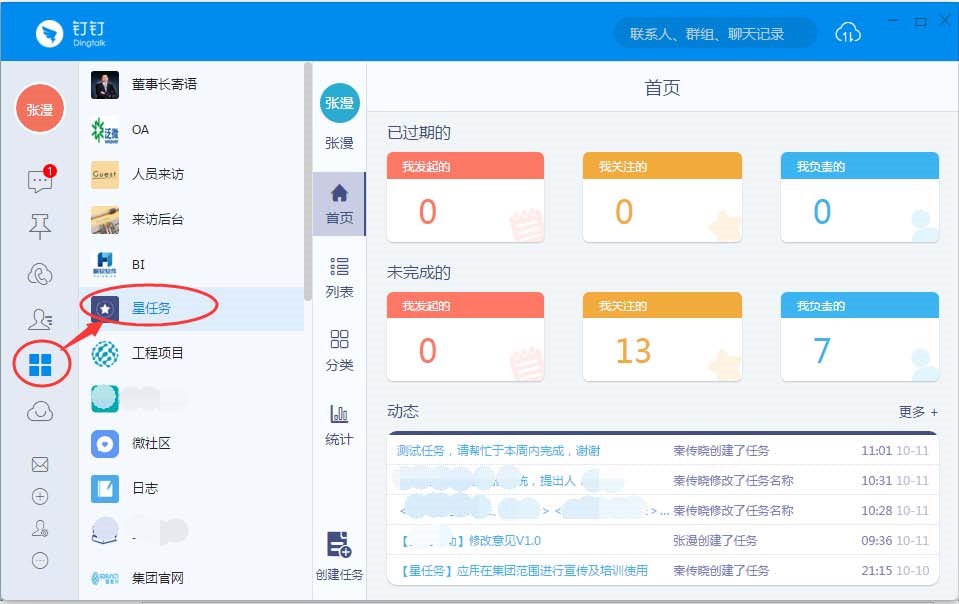 钉钉
Dingtalk
联系人、群组、聊天记录
张漫
1
董事长寄语
泛微
OA
Guest
人员来访
来访后台
BI
星任务
工程项目
微社区
日志
集团官网
张漫
张漫
首页
列表
分类
统计
创建任务
首页
已过期的
我发起的
我关注的
我负责的
0
0
0
未完成的
我发起的
我关注的
我负责的
0
13
7
动态
更多 +
测试任务，请帮忙于本周内完成，谢谢
秦传晓创建了任务
11:01 10-11
统，提出人
秦传晓修改了任务名称
10:31 10-11
< > < >...
秦传晓修改了任务名称
10:28 10-11
【 】修改意见V1.0
张漫创建了任务
09:36 10-11
【星任务】应用在集团范围进行宣传及培训使用
秦传晓创建了任务
21:15 10-10